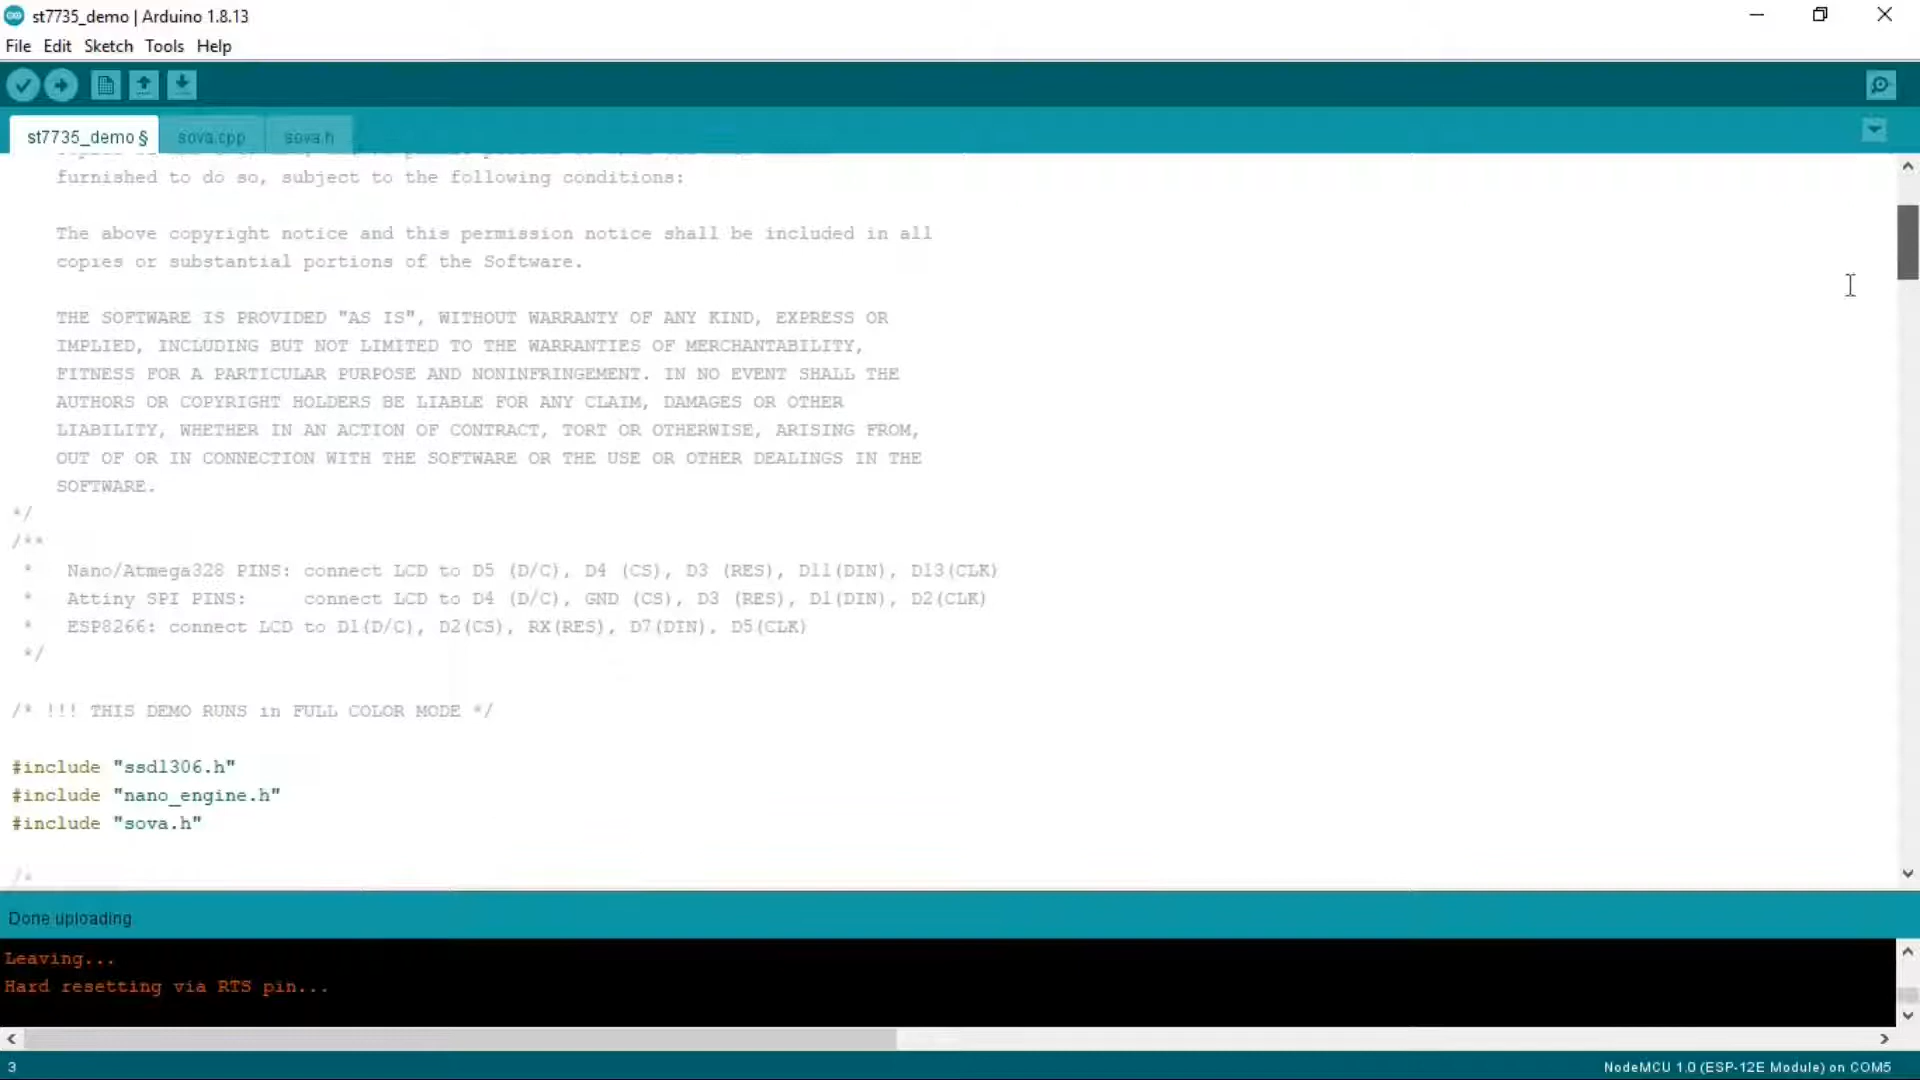 st7735_demo | Arduino 1.8.13
File Edit Sketch Tools Help
st7735_demo § sova.cpp sova.h
furnished to do so, subject to the following conditions:
The above copyright notice and this permission notice shall be included in all
copies or substantial portions of the Software.
THE SOFTWARE IS PROVIDED "AS IS", WITHOUT WARRANTY OF ANY KIND, EXPRESS OR
IMPLIED, INCLUDING BUT NOT LIMITED TO THE WARRANTIES OF MERCHANTABILITY,
FITNESS FOR A PARTICULAR PURPOSE AND NONINFRINGEMENT. IN NO EVENT SHALL THE
AUTHORS OR COPYRIGHT HOLDERS BE LIABLE FOR ANY CLAIM, DAMAGES OR OTHER
LIABILITY, WHETHER IN AN ACTION OF CONTRACT, TORT OR OTHERWISE, ARISING FROM,
OUT OF OR IN CONNECTION WITH THE SOFTWARE OR THE USE OR OTHER DEALINGS IN THE
SOFTWARE.
*/
/**
* Nano/Atmega328 PINS: connect LCD to D5 (D/C), D4 (CS), D3 (RES), D11(DIN), D13(CLK)
* Attiny SPI PINS: connect LCD to D4 (D/C), GND (CS), D3 (RES), D1(DIN), D2(CLK)
* ESP8266: connect LCD to D1(D/C), D2(CS), RX(RES), D7(DIN), D5(CLK)
*/
/* !!! THIS DEMO RUNS in FULL COLOR MODE */
#include "ssd1306.h"
#include "nano_engine.h"
#include "sova.h"
/*
Done uploading.
Leaving...
Hard resetting via RTS pin...
3 NodeMCU 1.0 (ESP-12E Module) on COM5